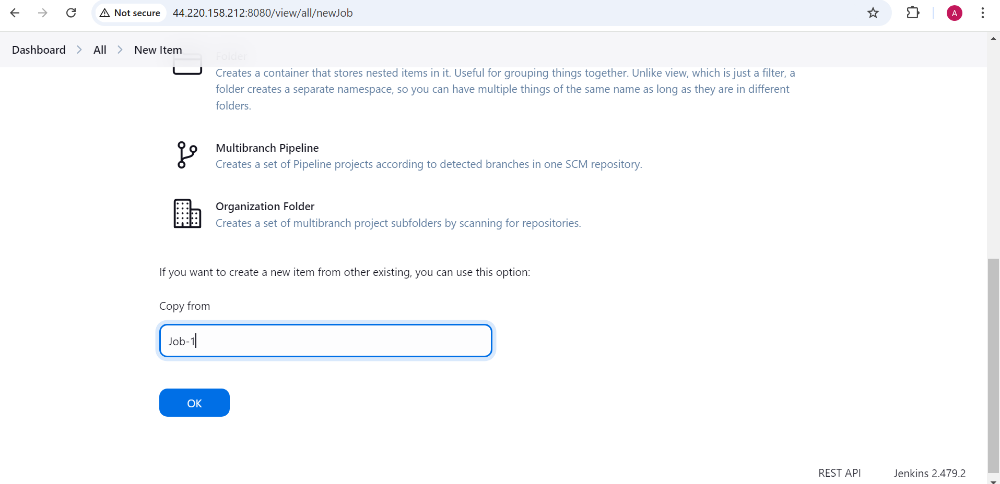 Not secure 44.220.158.212:8080/view/all/newJob
A
Dashboard All New Item
Folder
Creates a container that stores nested items in it. Useful for grouping things together. Unlike view, which is just a filter, a
folder creates a separate namespace, so you can have multiple things of the same name as long as they are in different
folders.
Multibranch Pipeline
Creates a set of Pipeline projects according to detected branches in one SCM repository.
Organization Folder
Creates a set of multibranch project subfolders by scanning for repositories.
If you want to create a new item from other existing, you can use this option:
Copy from
Job-1
OK
REST API Jenkins 2.479.2